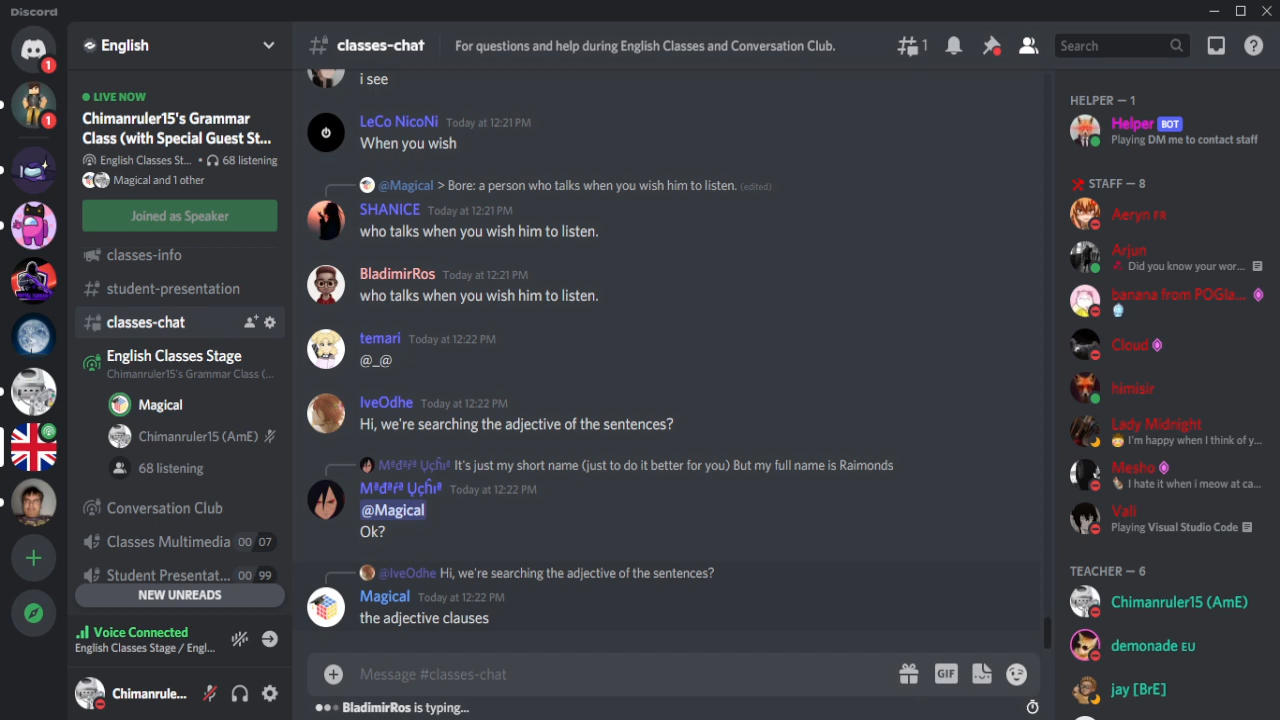 Discord
English
classes-chat
For questions and help during English Classes and Conversation Club.
1
Search
1
1
LIVE NOW
Chimanruler15's Grammar
Class (with Special Guest St...
English Classes St... • 68 listening
Magical and 1 other
Joined as Speaker
classes-info
student-presentation
classes-chat
English Classes Stage
Chimanruler15's Grammar Class (...
Magical
Chimanruler15 (AmE)
68 listening
Conversation Club
Classes Multimedia 00 07
Student Presentat... 00 99
NEW UNREADS
Voice Connected
English Classes Stage / Engl...
Chimanrule...
i see
LeCo NicoNi Today at 12:21 PM
When you wish
@Magical > Bore: a person who talks when you wish him to listen. (edited)
SHANICE Today at 12:21 PM
who talks when you wish him to listen.
BladimirRos Today at 12:21 PM
who talks when you wish him to listen.
temari Today at 12:22 PM
@_@
IveOdhe Today at 12:22 PM
Hi, we're searching the adjective of the sentences?
It's just my short name (just to do it better for you) But my full name is Raimonds
Today at 12:22 PM
@Magical
Ok?
@IveOdhe Hi, we're searching the adjective of the sentences?
Magical Today at 12:22 PM
the adjective clauses
Message #classes-chat
GIF
BladimirRos is typing...
HELPER — 1
Helper BOT
Playing DM me to contact staff
STAFF — 8
Aeryn FR
Arjun
Did you know your wor...
banana from POGla...
Cloud
himisir
Lady Midnight
I'm happy when I think of y...
Mesho
I hate it when i meow at ca...
Vali
Playing Visual Studio Code
TEACHER — 6
Chimanruler15 (AmE)
demonade EU
jay [BrE]